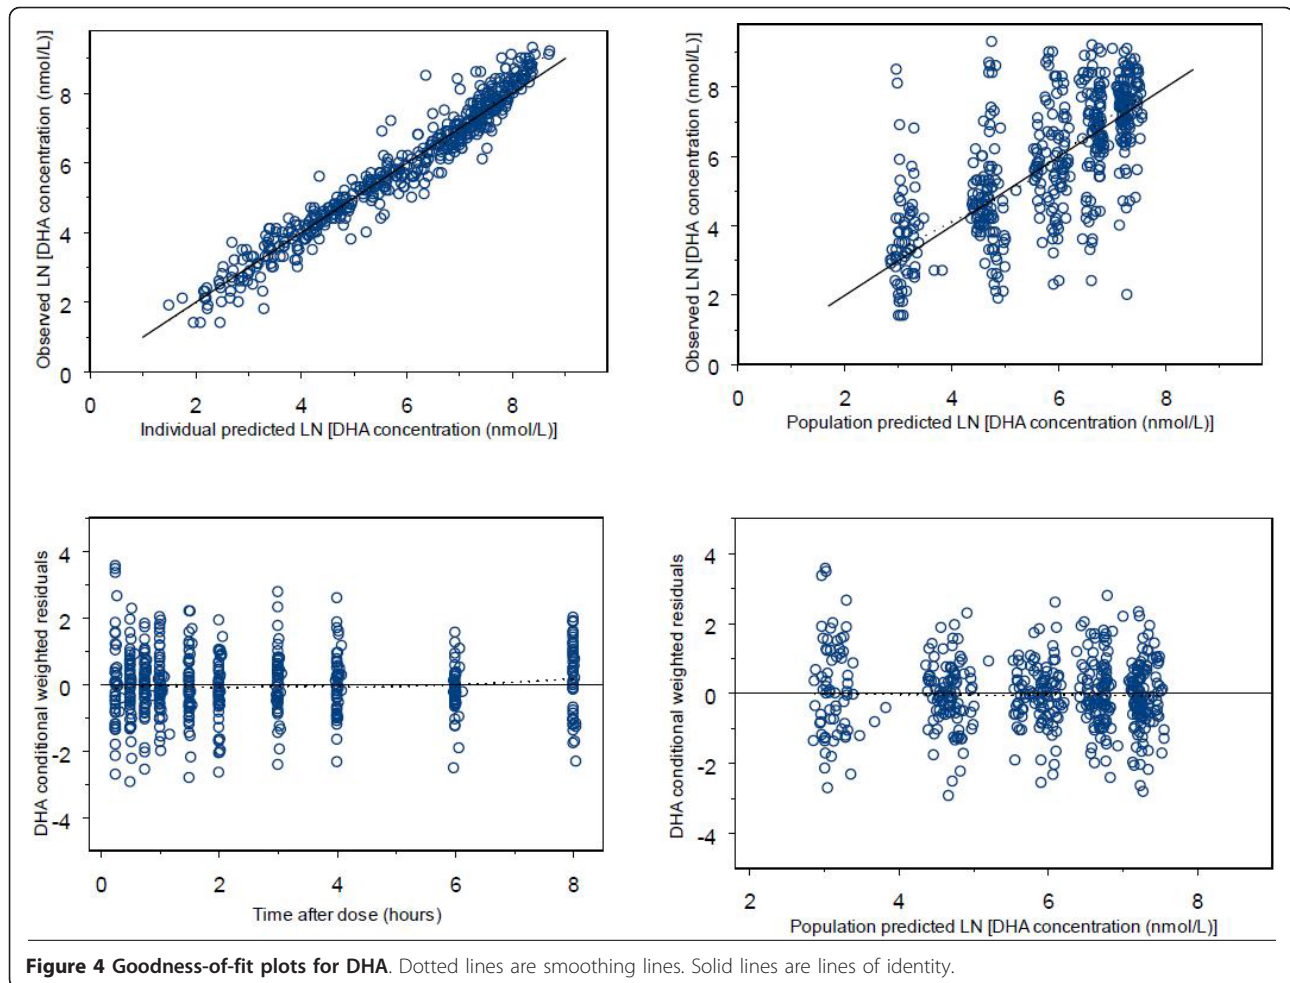 8
6
4
2
0
0 2 4 6 8
Observed LN [DHA concentration (nmol/L)]
Individual predicted LN [DHA concentration (nmol/L)]
8
6
4
2
0
0 2 4 6 8
Observed LN [DHA concentration (nmol/L)]
Population predicted LN [DHA concentration (nmol/L)]
4
2
0
-2
-4
0 2 4 6 8
DHA conditional weighted residuals
Time after dose (hours)
4
2
0
-2
-4
2 4 6 8
DHA conditional weighted residuals
Population predicted LN [DHA concentration (nmol/L)]
Figure 4 Goodness-of-fit plots for DHA. Dotted lines are smoothing lines. Solid lines are lines of identity.